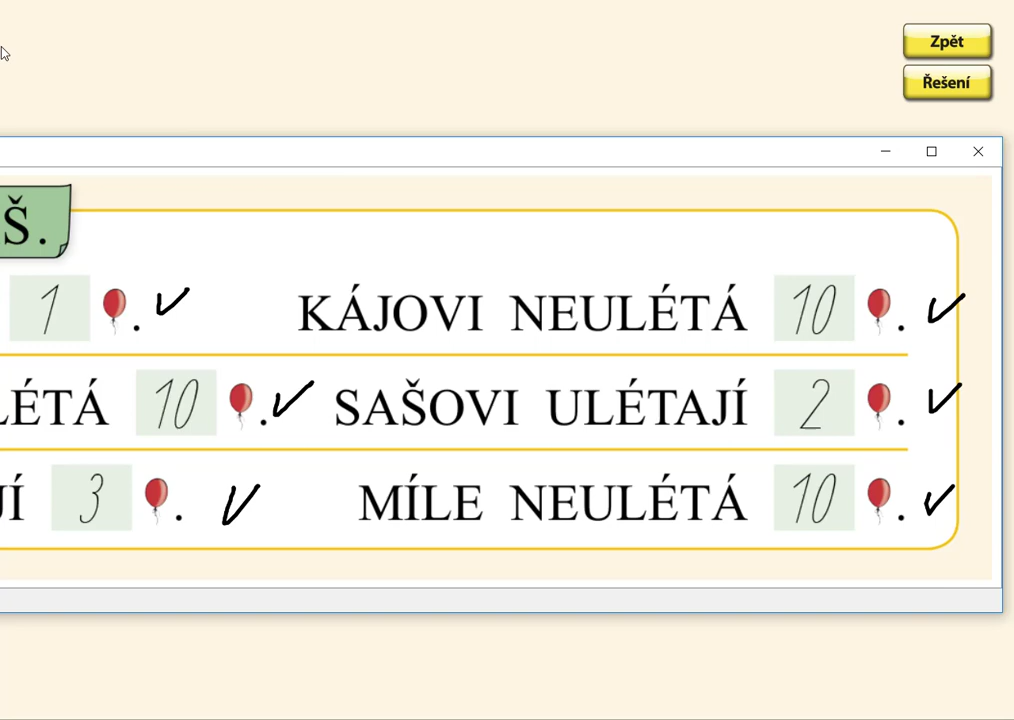 Zpět
Řešení
Š.
1 . KÁJOVI NEULÉTÁ 10 .
LÉTÁ 10 . SAŠOVI ULÉTAJÍ 2 .
JÍ 3 . MÍLE NEULÉTÁ 10 .